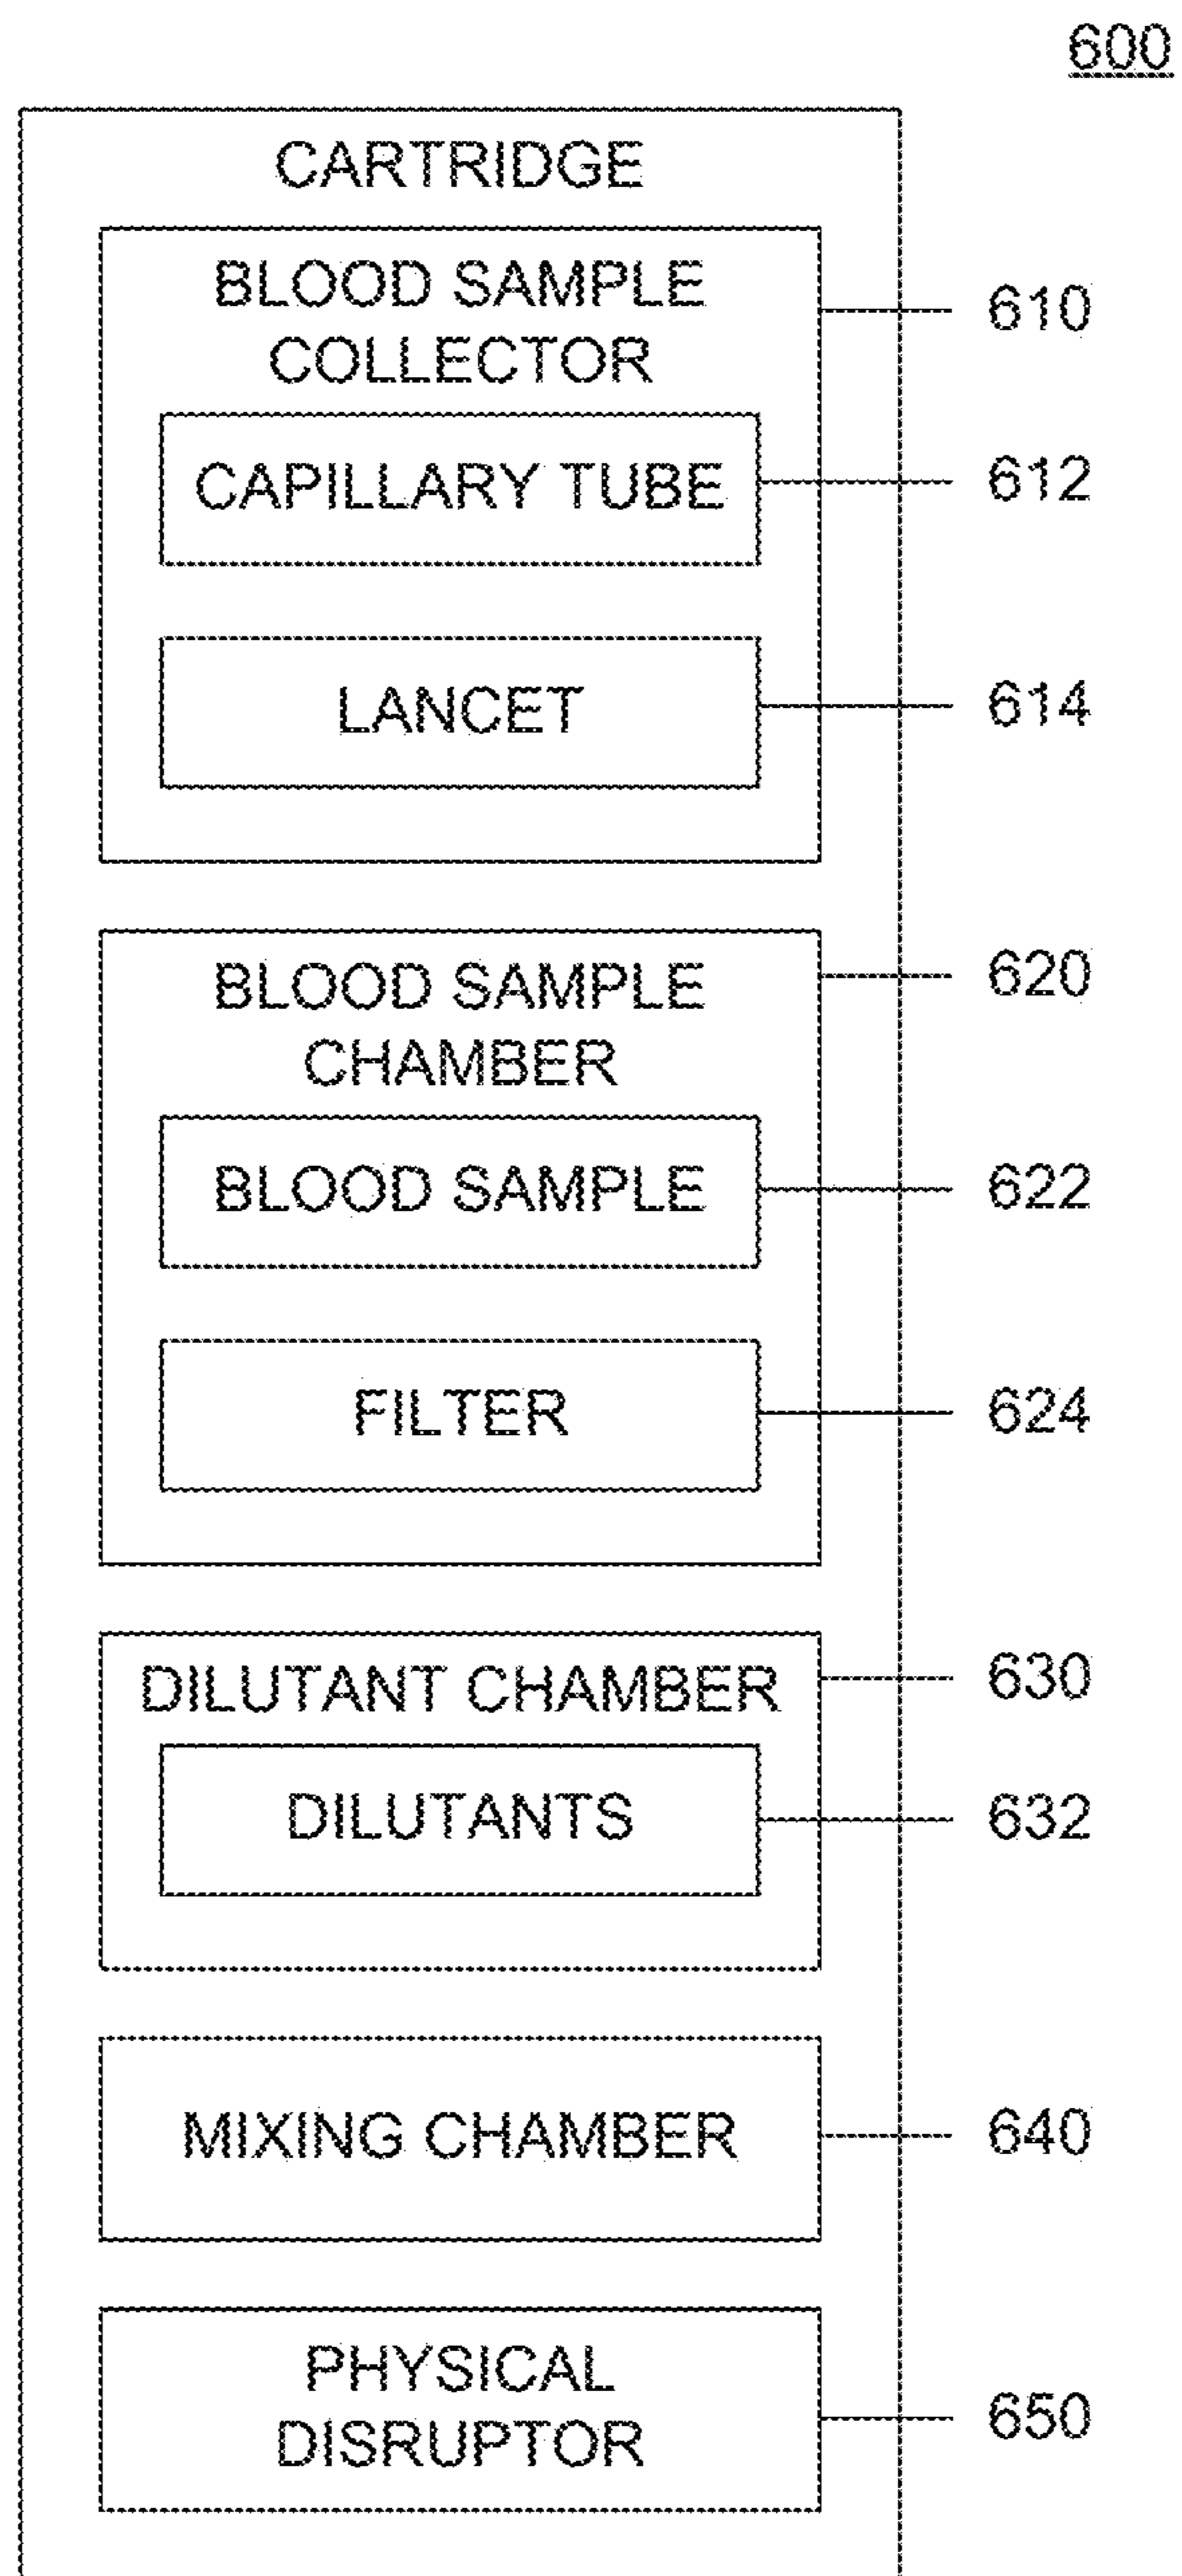 600
CARTRIDGE
BLOOD SAMPLE
COLLECTOR
610
CAPILLARY TUBE
612
LANCET
614
BLOOD SAMPLE
CHAMBER
620
BLOOD SAMPLE
622
FILTER
624
DILUTANT CHAMBER
630
DILUTANTS
632
MIXING CHAMBER
640
PHYSICAL
DISRUPTOR
650